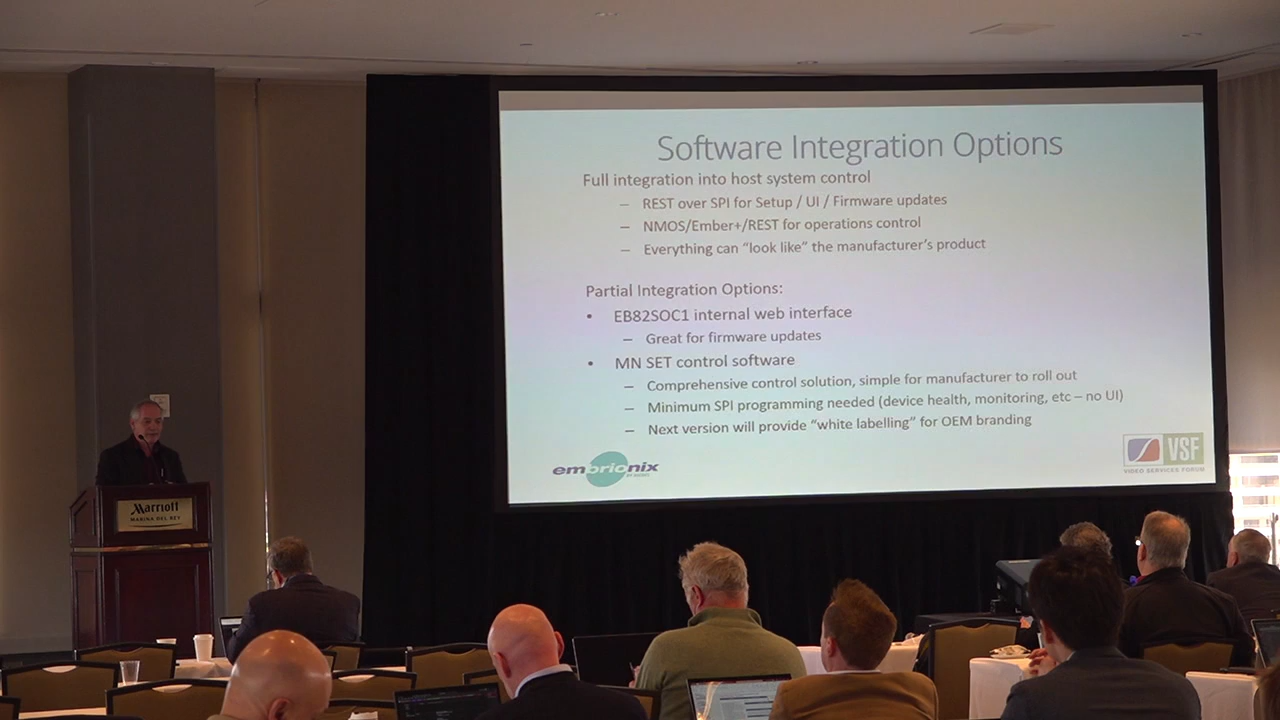 Software Integration Options
Full integration into host system control
– REST over SPI for Setup / UI / Firmware updates
– NMOS/Ember+/REST for operations control
– Everything can “look like” the manufacturer’s product
Partial Integration Options:
• EB82SOC1 internal web interface
– Great for firmware updates
• MN SET control software
– Comprehensive control solution, simple for manufacturer to roll out
– Minimum SPI programming needed (device health, monitoring, etc – no UI)
– Next version will provide “white labelling” for OEM branding
embrionix
VSF
VIDEO SERVICES FORUM
Marriott
MARINA DEL REY